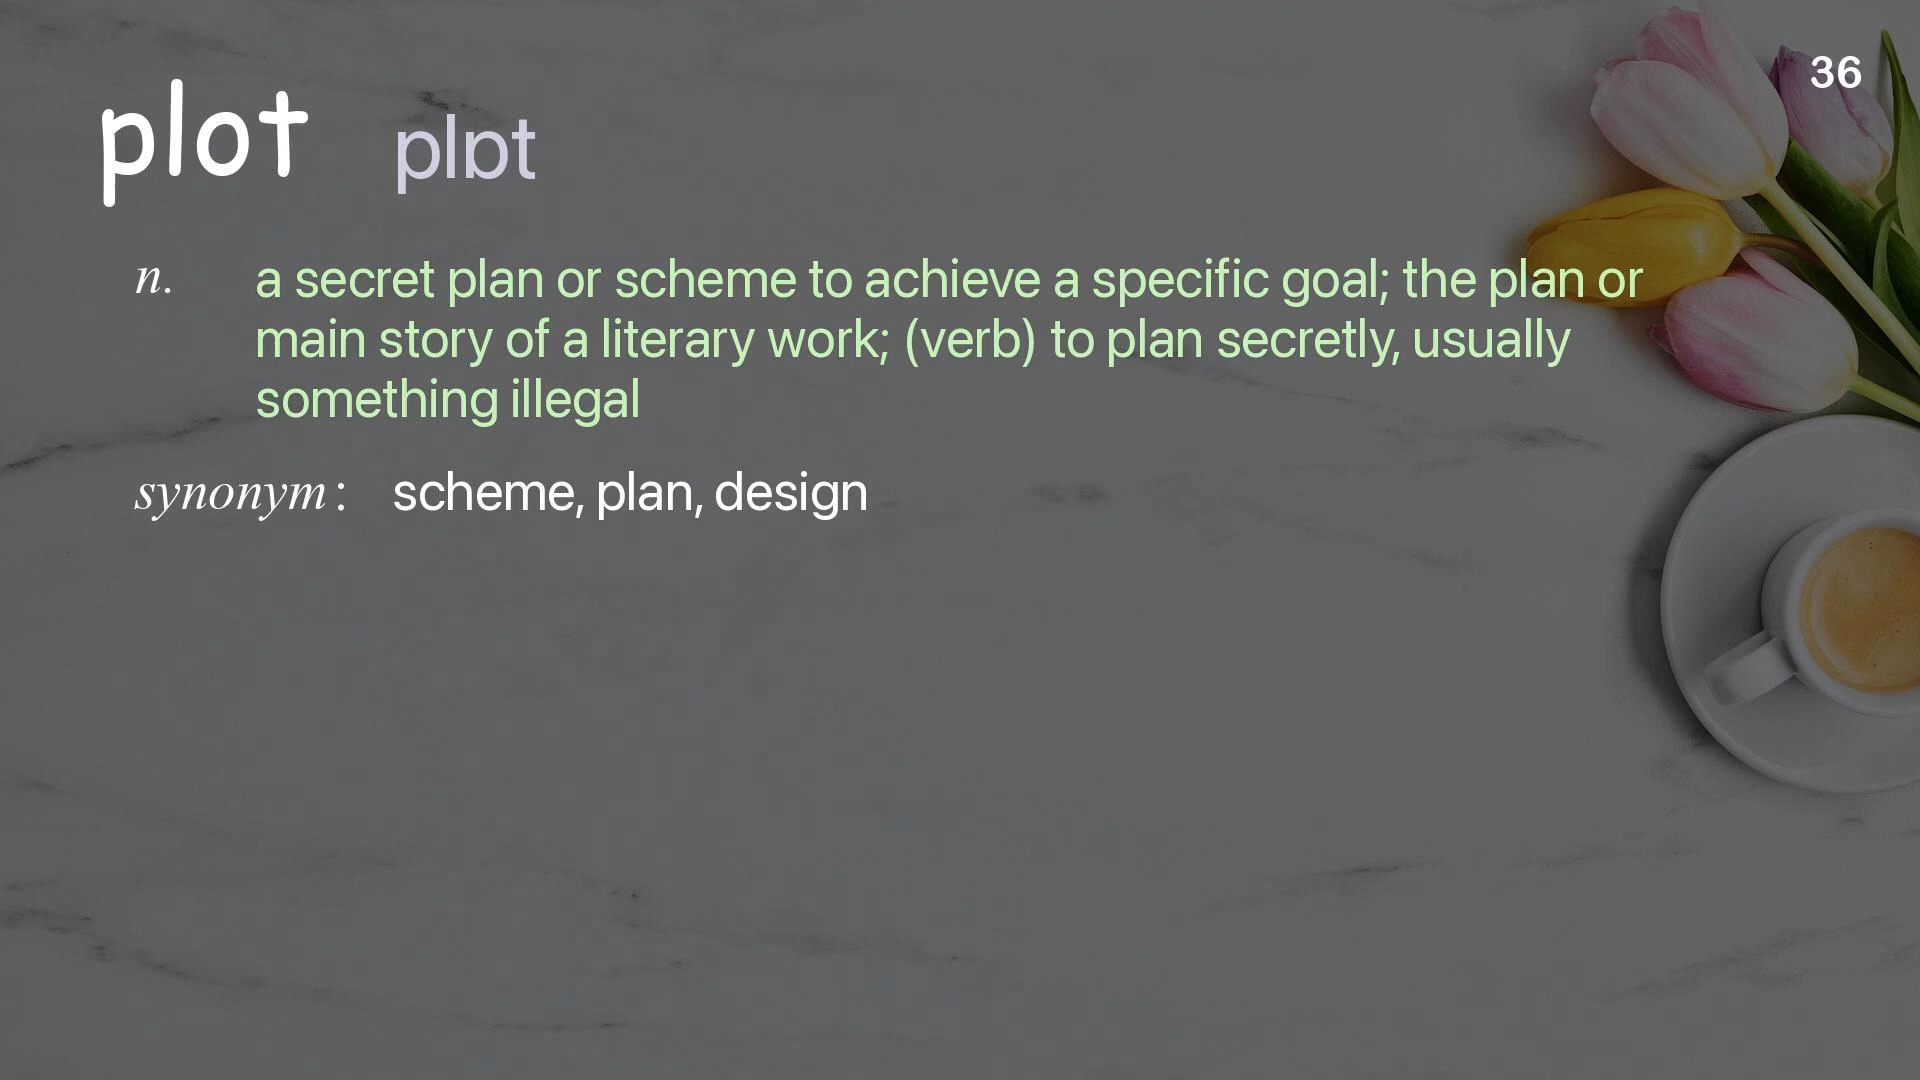 36
plot plɒt
n. a secret plan or scheme to achieve a specific goal; the plan or
main story of a literary work; (verb) to plan secretly, usually
something illegal
synonym: scheme, plan, design